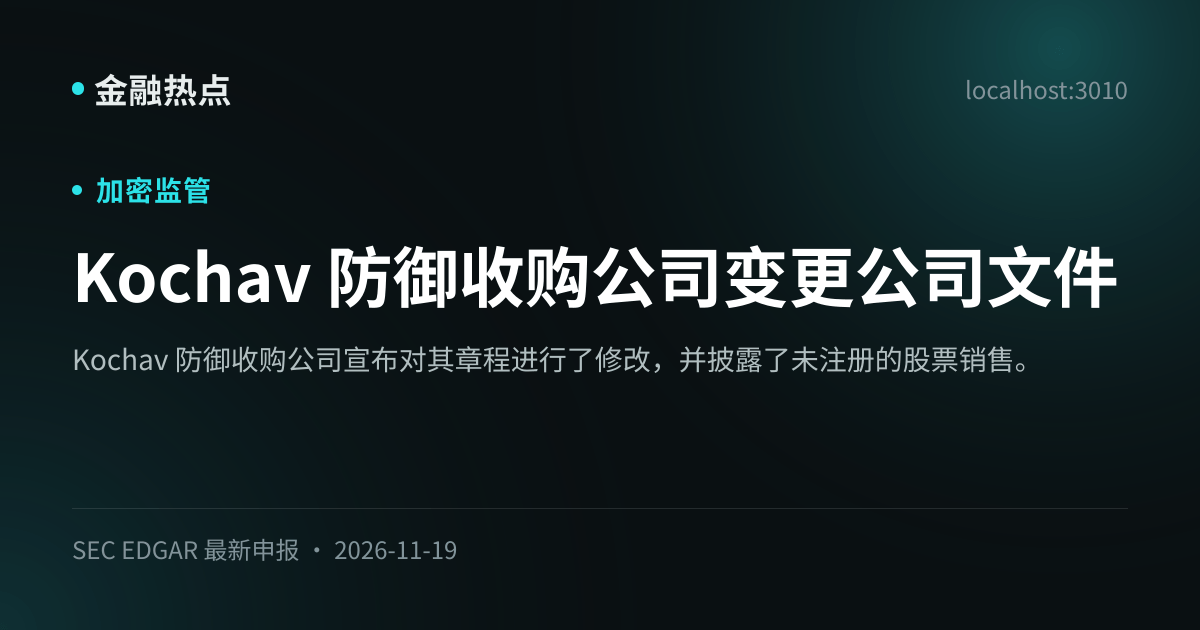 金融热点
localhost:3010
加密监管
Kochav 防御收购公司变更公司文件
Kochav 防御收购公司宣布对其章程进行了修改，并披露了未注册的股票销售。
SEC EDGAR 最新申报 · 2026-11-19